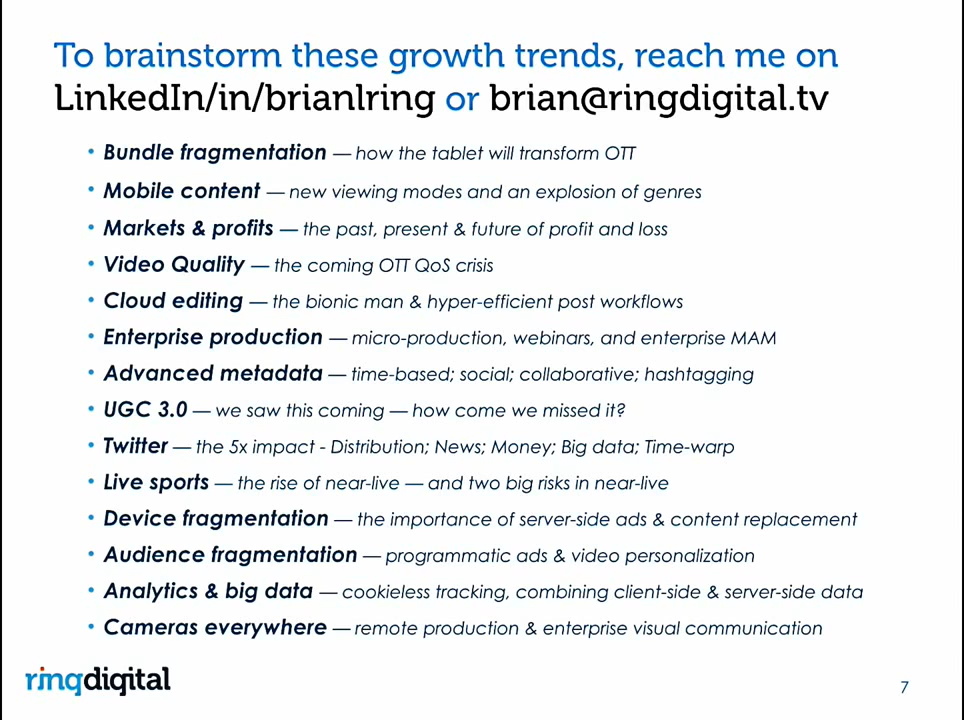 To brainstorm these growth trends, reach me on
LinkedIn/in/brianlring or brian@ringdigital.tv
• Bundle fragmentation — how the tablet will transform OTT
• Mobile content — new viewing modes and an explosion of genres
• Markets & profits — the past, present & future of profit and loss
• Video Quality — the coming OTT QoS crisis
• Cloud editing — the bionic man & hyper-efficient post workflows
• Enterprise production — micro-production, webinars, and enterprise MAM
• Advanced metadata — time-based; social; collaborative; hashtagging
• UGC 3.0 — we saw this coming — how come we missed it?
• Twitter — the 5x impact - Distribution; News; Money; Big data; Time-warp
• Live sports — the rise of near-live — and two big risks in near-live
• Device fragmentation — the importance of server-side ads & content replacement
• Audience fragmentation — programmatic ads & video personalization
• Analytics & big data — cookieless tracking, combining client-side & server-side data
• Cameras everywhere — remote production & enterprise visual communication
ringdigital
7